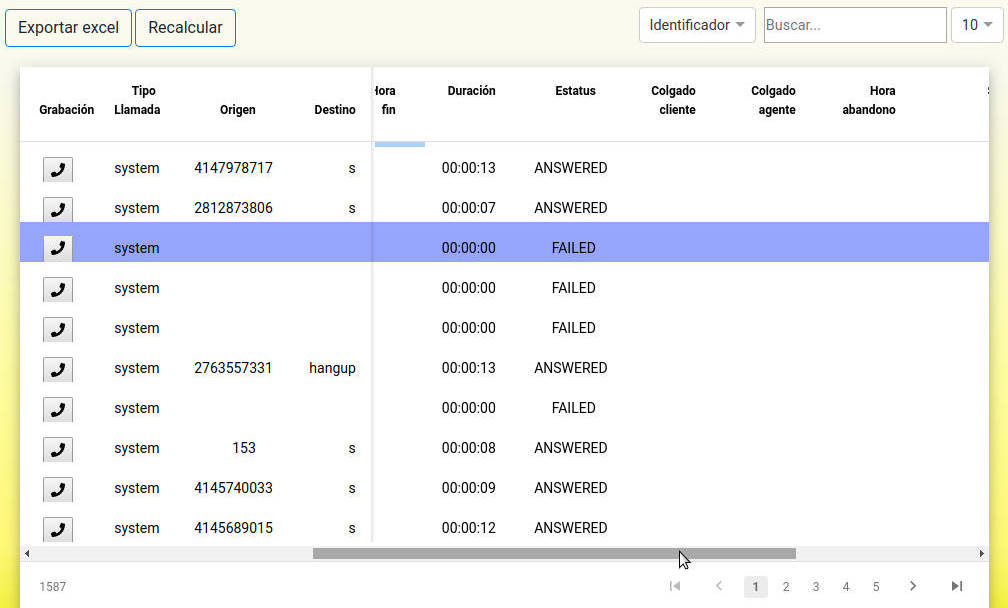 Exportar excel Recalcular Identificador Buscar... 10
Tipo Hora Duración Estatus Colgado Colgado Hora
Grabación Llamada Origen Destino fin cliente agente abandono
system 4147978717 s 00:00:13 ANSWERED
system 2812873806 s 00:00:07 ANSWERED
system 00:00:00 FAILED
system 00:00:00 FAILED
system 00:00:00 FAILED
system 2763557331 hangup 00:00:13 ANSWERED
system 00:00:00 FAILED
system 153 s 00:00:08 ANSWERED
system 4145740033 s 00:00:09 ANSWERED
system 4145689015 s 00:00:12 ANSWERED
1587 1 2 3 4 5